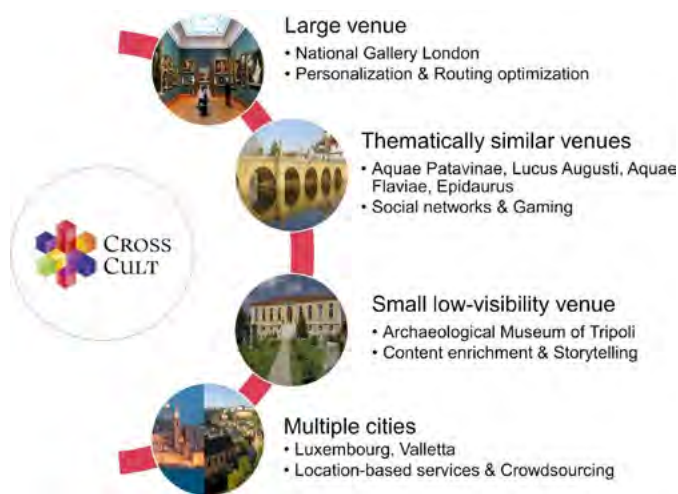 Large venue
• National Gallery London
• Personalization & Routing optimization
Thematically similar venues
• Aquae Patavinae, Lucus Augusti, Aquae
Flaviae, Epidaurus
• Social networks & Gaming
CROSS
CULT
Small low-visibility venue
• Archaeological Museum of Tripoli
• Content enrichment & Storytelling
Multiple cities
• Luxembourg, Valletta
• Location-based services & Crowdsourcing